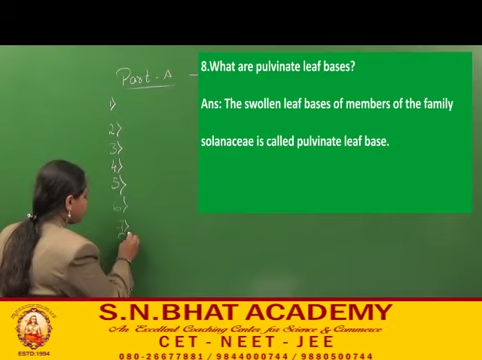 Part-A -
8.What are pulvinate leaf bases?
Ans: The swollen leaf bases of members of the family
solanaceae is called pulvinate leaf base.
1)
2)
3)
4)
5)
6)
7)
S.N.BHAT ACADEMY
An Excellent Coaching Center for Science & Commerce
CET - NEET - JEE
ESTD:1994
080-26677881 / 9844000744 / 9880500744